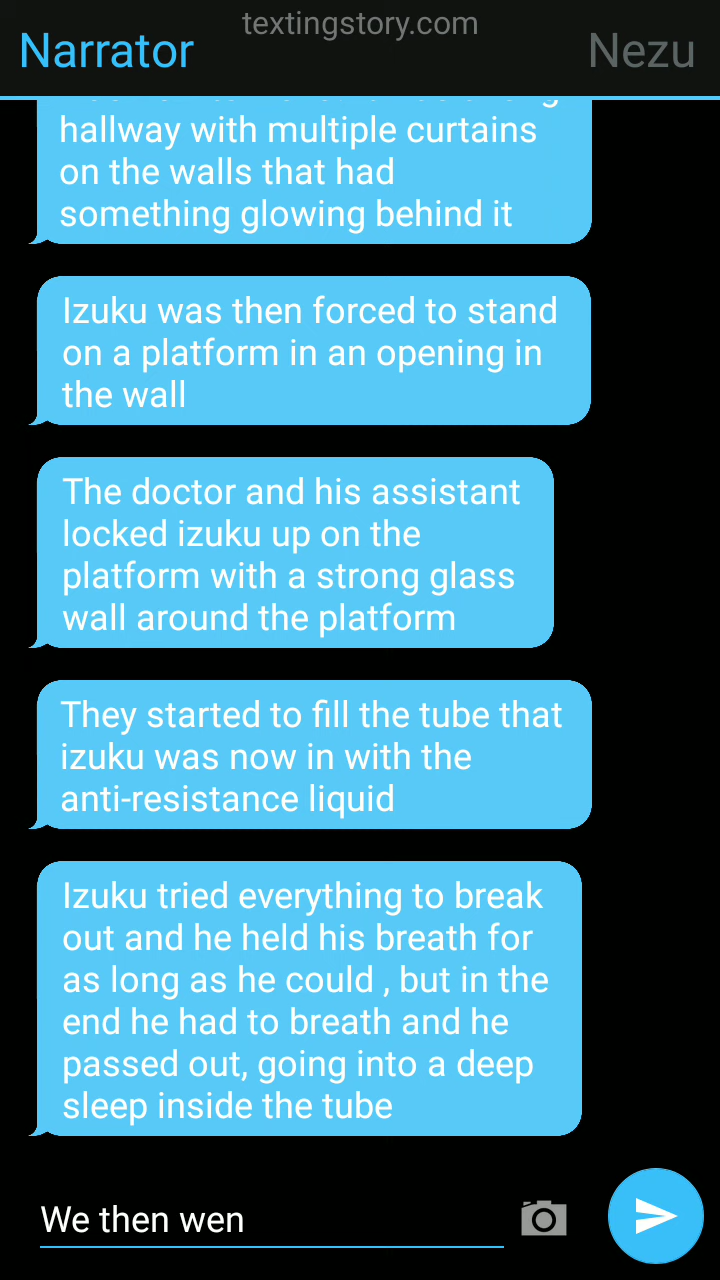 textingstory.com
Narrator
Nezu
hallway with multiple curtains
on the walls that had
something glowing behind it
Izuku was then forced to stand
on a platform in an opening in
the wall
The doctor and his assistant
locked izuku up on the
platform with a strong glass
wall around the platform
They started to fill the tube that
izuku was now in with the
anti-resistance liquid
Izuku tried everything to break
out and he held his breath for
as long as he could , but in the
end he had to breath and he
passed out, going into a deep
sleep inside the tube
We then wen